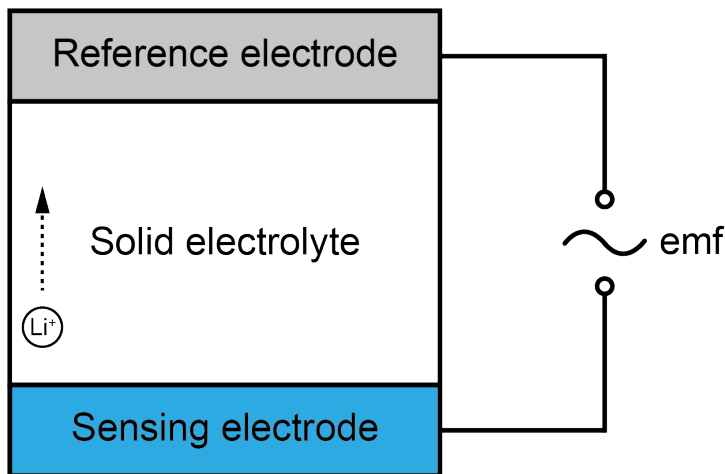 Reference electrode
Solid electrolyte
emf
Li⁺
Sensing electrode